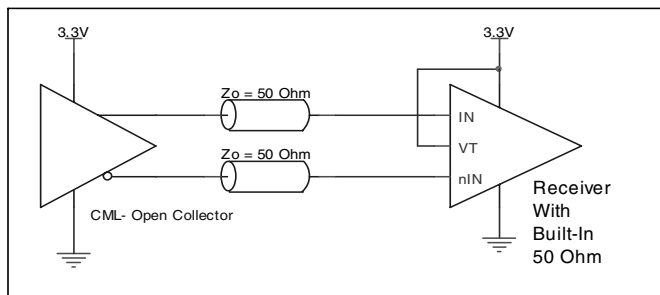 3.3V
3.3V
Zo = 50 Ohm
IN
VT
Zo = 50 Ohm
nIN
CML- Open Collector
Receiver
With
Built-In
50 Ohm